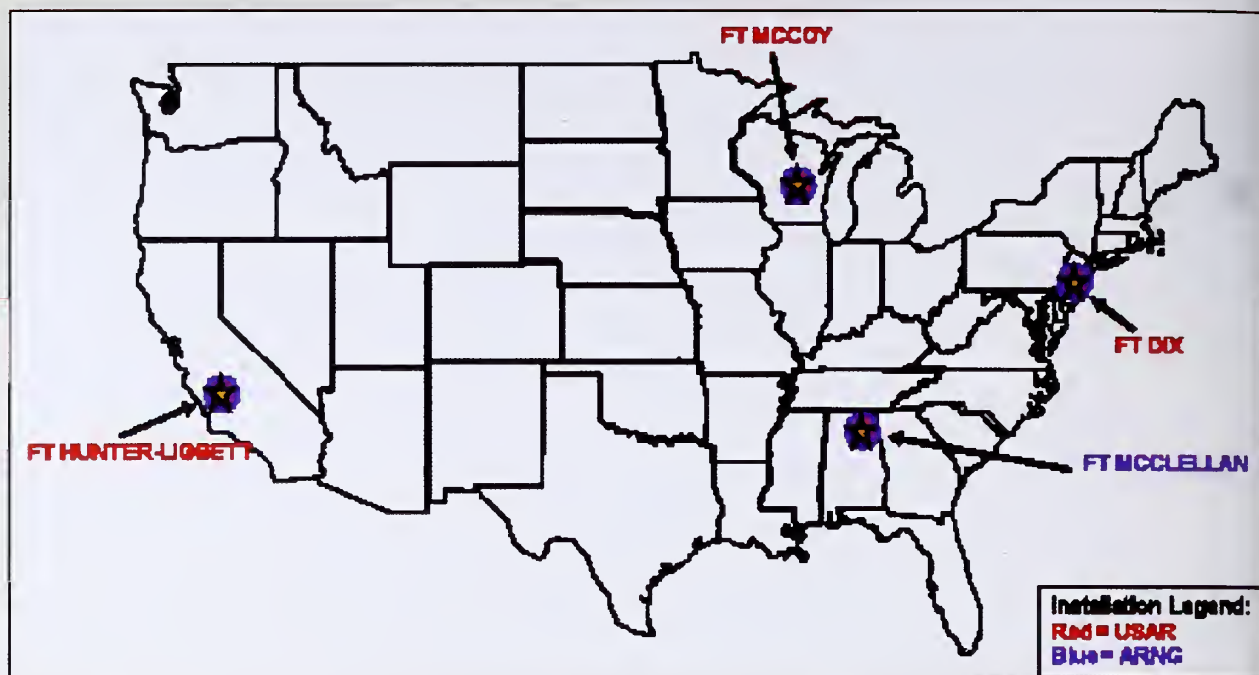 FT MCCOY
FT DIX
FT HUNTER-LIGGETT
FT MCCLELLAN
Installation Legend:
Red = USAR
Blue = ARNG